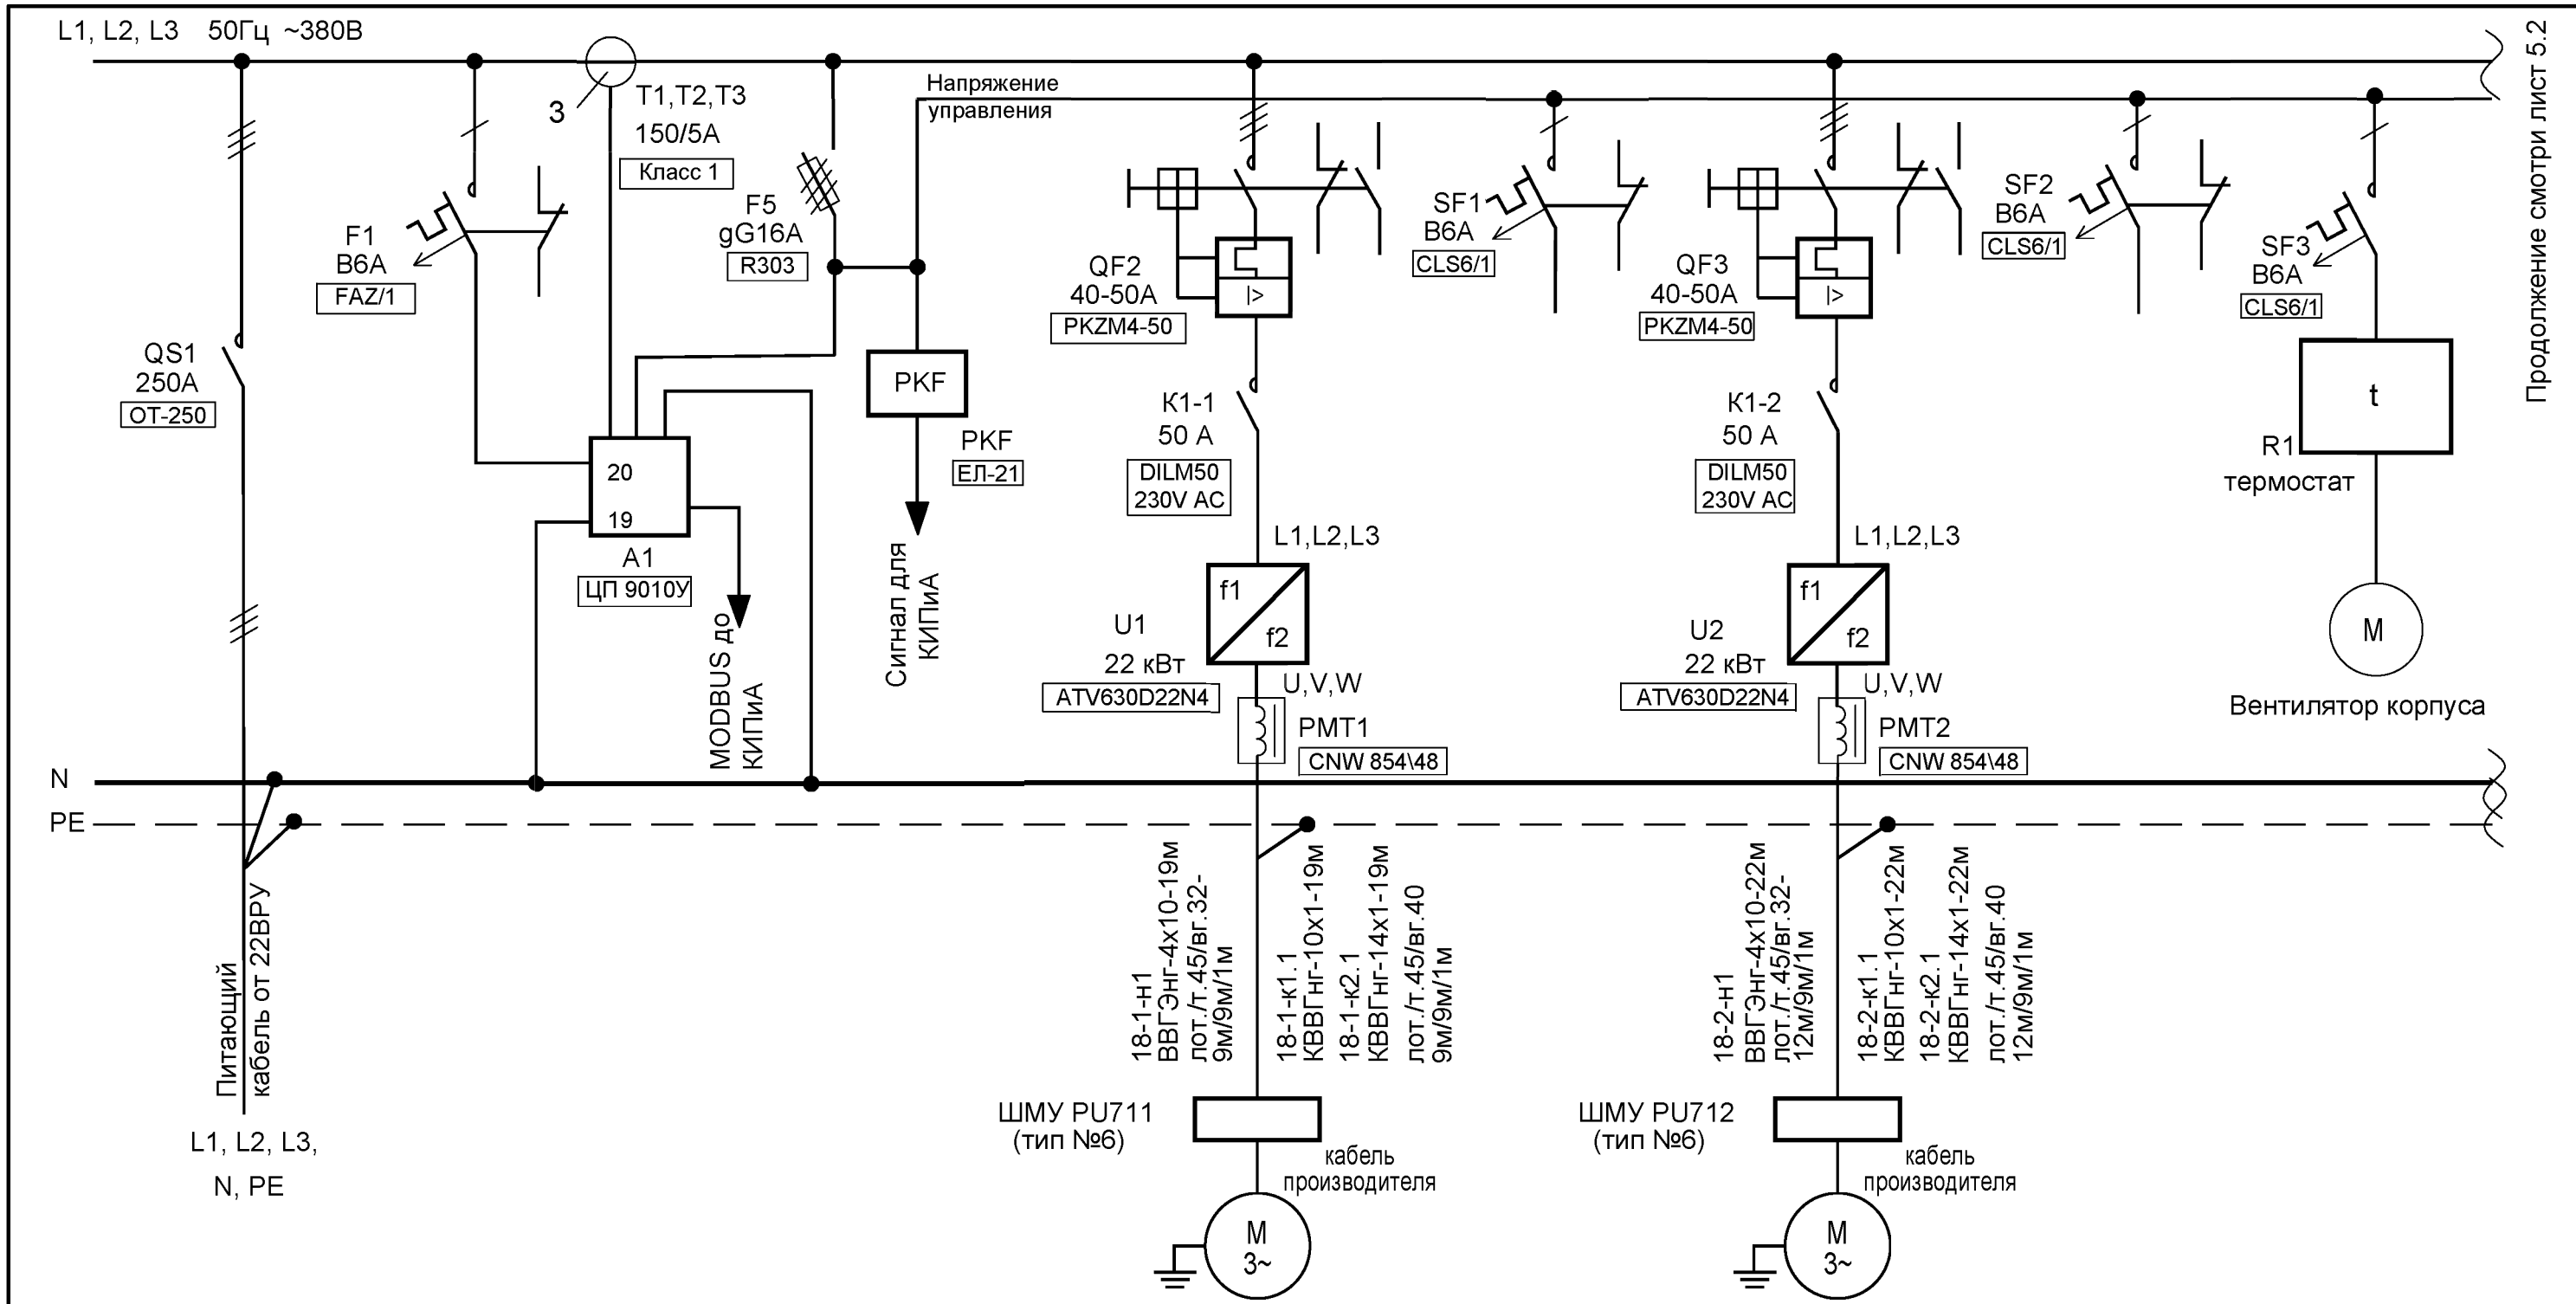 L1, L2, L3 50Гц ~380В
3
T1,T2,T3
150/5А
Класс 1
Напряжение
управления
F1
B6A
FAZ/1
F5
gG16A
R303
QS1
250А
ОТ-250
20
19
А1
ЦП 9010У
MODBUS до
КИПиА
PKF
PKF
ЕЛ-21
Сигнал для
КИПиА
QF2
40-50А
PKZM4-50
|>
К1-1
50 А
DILM50
230V AC
L1,L2,L3
f1
f2
U1
22 кВт
ATV630D22N4
U,V,W
PMT1
CNW 854\48
SF1
B6A
CLS6/1
QF3
40-50А
PKZM4-50
|>
К1-2
50 А
DILM50
230V AC
L1,L2,L3
f1
f2
U2
22 кВт
ATV630D22N4
U,V,W
PMT2
CNW 854\48
SF2
B6A
CLS6/1
SF3
B6A
CLS6/1
t
R1
термостат
M
Вентилятор корпуса
Продолжение смотри лист 5.2
N
PE
Питающий
кабель от 22ВРУ
L1, L2, L3,
N, PE
18-1-н1
ВВГЭнг-4х10-19м
лот./т.45/вг.32-
9м/9м/1м
18-1-к1.1
КВВГнг-10х1-19м
18-1-к2.1
КВВГнг-14х1-19м
лот./т.45/вг.40
9м/9м/1м
ШМУ PU711
(тип №6)
кабель
производителя
M
3~
18-2-н1
ВВГЭнг-4х10-22м
лот./т.45/вг.32-
12м/9м/1м
18-2-к1.1
КВВГнг-10х1-22м
18-2-к2.1
КВВГнг-14х1-22м
лот./т.45/вг.40
12м/9м/1м
ШМУ PU712
(тип №6)
кабель
производителя
M
3~